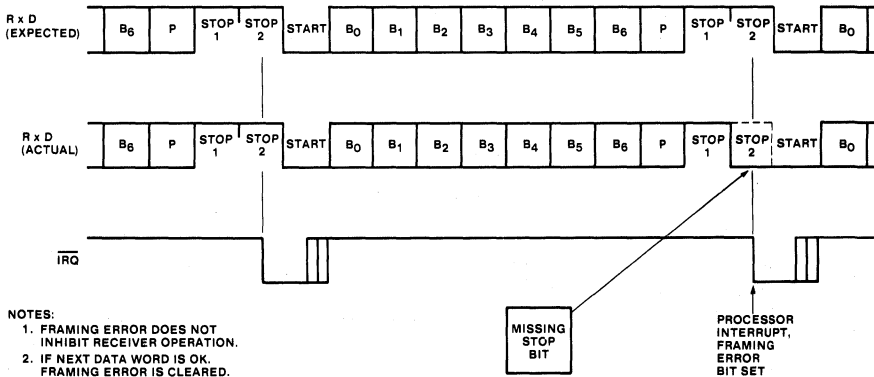 R x D
(EXPECTED)
B6 P STOP 1 STOP 2 START B0 B1 B2 B3 B4 B5 B6 P STOP 1 STOP 2 START B0
R x D
(ACTUAL)
B6 P STOP 1 STOP 2 START B0 B1 B2 B3 B4 B5 B6 P STOP 1 STOP 2 START B0
IRQ
NOTES:
1. FRAMING ERROR DOES NOT
INHIBIT RECEIVER OPERATION.
2. IF NEXT DATA WORD IS OK.
FRAMING ERROR IS CLEARED.
MISSING
STOP
BIT
PROCESSOR
INTERRUPT,
FRAMING
ERROR
BIT SET